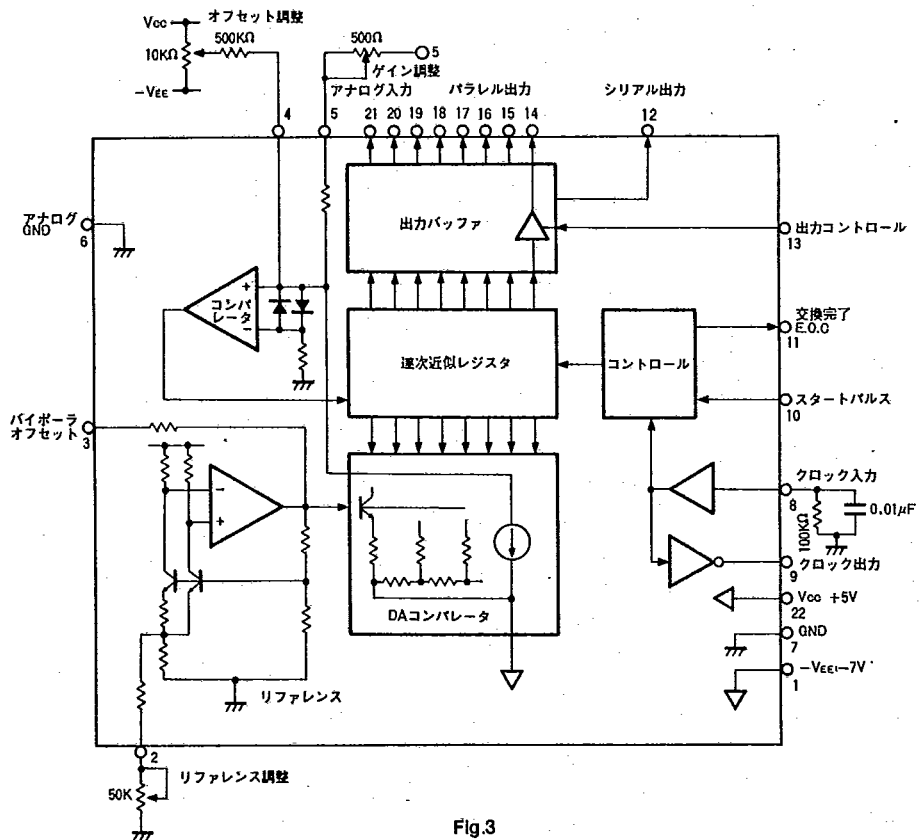 Vcc
オフセット調整
500KΩ
10KΩ
-VEE
500Ω
5
ゲイン調整
アナログ入力
パラレル出力
シリアル出力
4
5
21 20 19 18 17 16 15 14
12
アナログ
GND
6
出力バッファ
出力コントロール
13
+
コンパ
レータ
-
逐次近似レジスタ
コントロール
交換完了
E.O.C
11
スタートパルス
10
バイポーラ
オフセット
3
-
+
クロック入力
8
100KΩ
0.01μF
クロック出力
9
DAコンパレータ
Vcc +5V
22
GND
7
-VEE -7V
1
リファレンス
2
リファレンス調整
50K
Fig.3